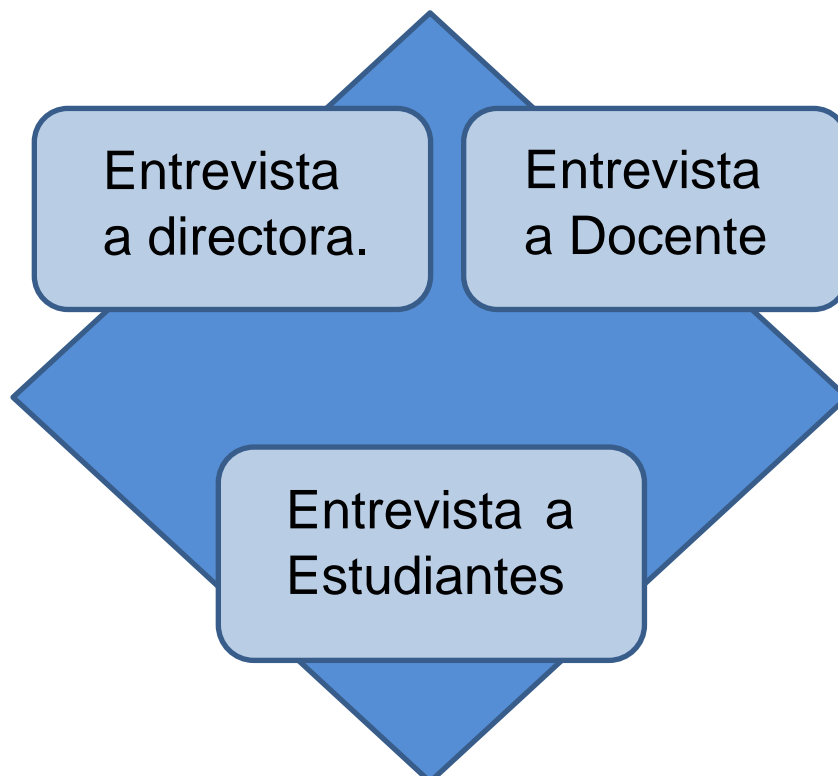 Entrevista
a directora.
Entrevista
a Docente
Entrevista a
Estudiantes